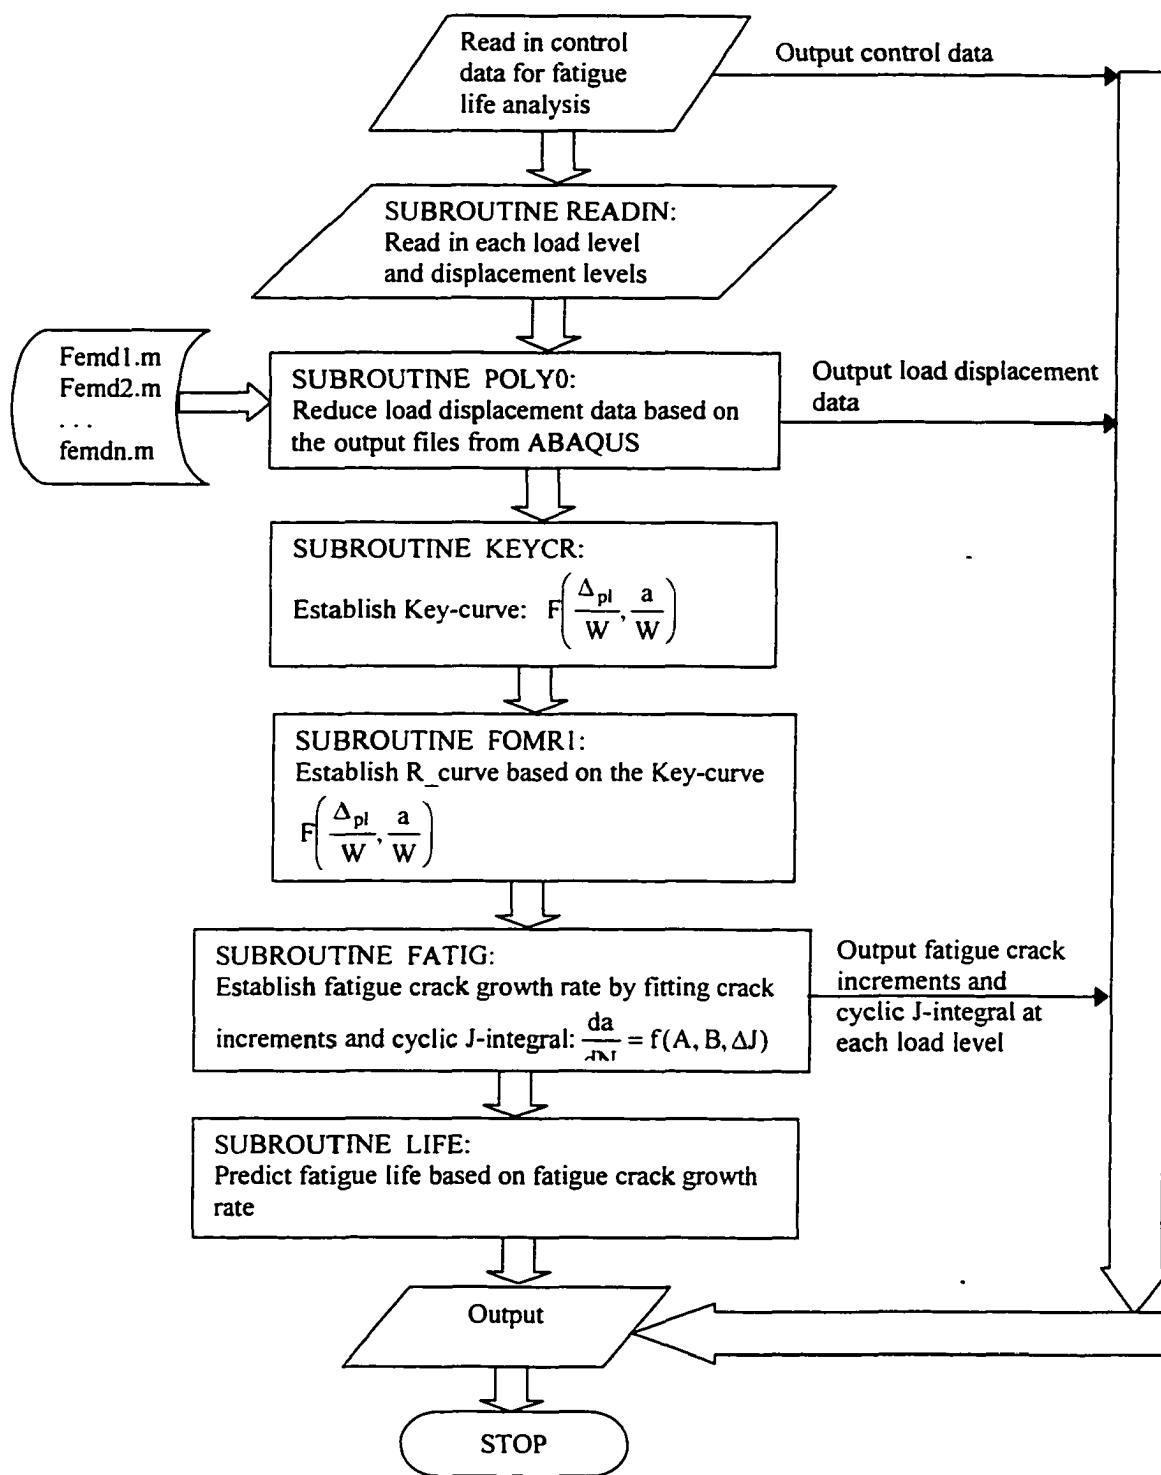 Read in control
data for fatigue
life analysis
Output control data
SUBROUTINE READIN:
Read in each load level
and displacement levels
Femd1.m
Femd2.m
. . .
femdn.m
SUBROUTINE POLY0:
Reduce load displacement data based on
the output files from ABAQUS
Output load displacement
data
SUBROUTINE KEYCR:
Establish Key-curve: F(Δpl/W, a/W)
SUBROUTINE FOMR1:
Establish R_curve based on the Key-curve
F(Δpl/W, a/W)
SUBROUTINE FATIG:
Establish fatigue crack growth rate by fitting crack
increments and cyclic J-integral: da/dN = f(A, B, ΔJ)
Output fatigue crack
increments and
cyclic J-integral at
each load level
SUBROUTINE LIFE:
Predict fatigue life based on fatigue crack growth
rate
Output
STOP